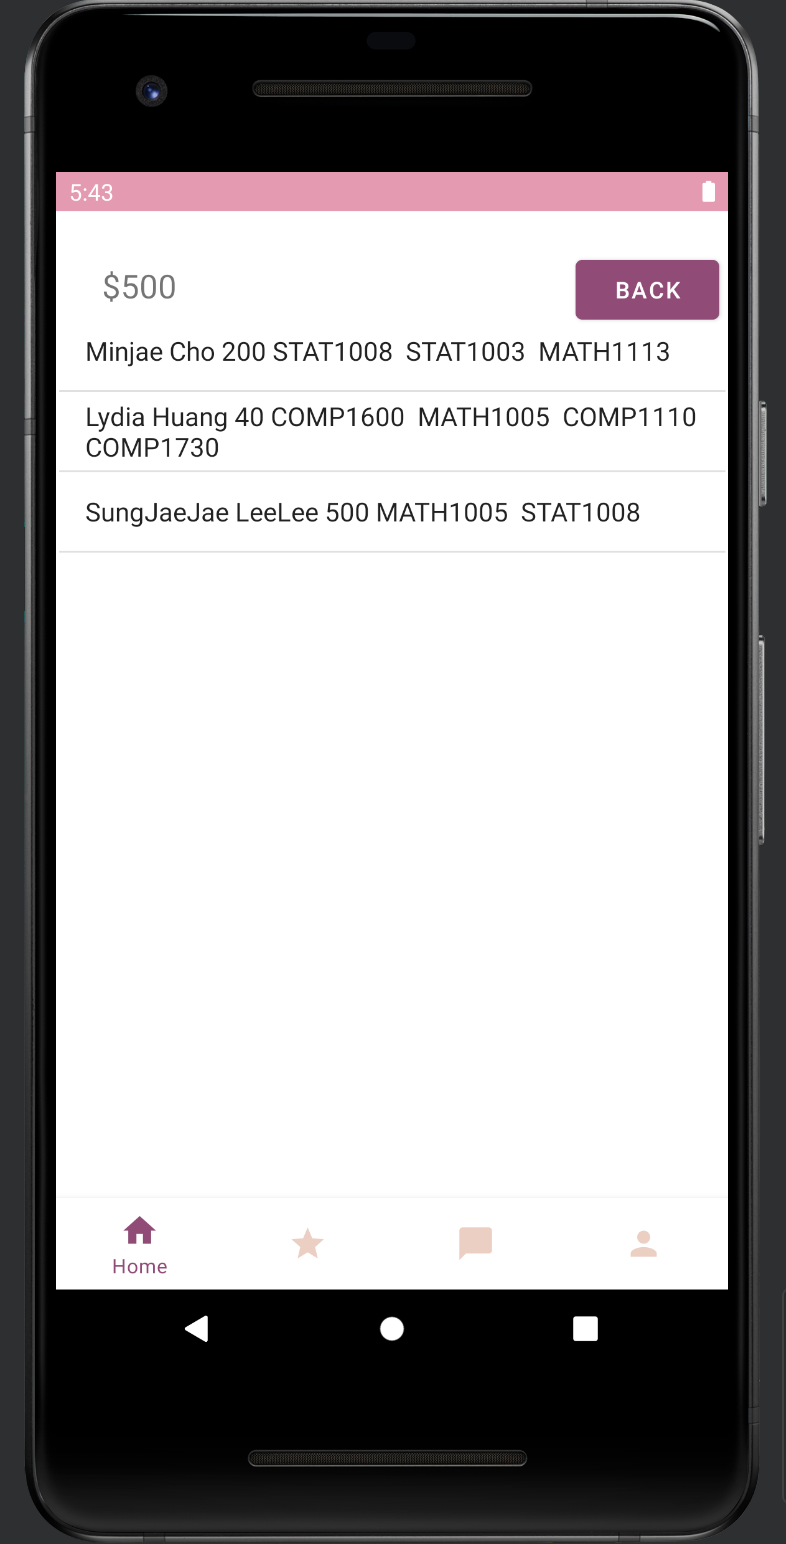 5:43
$500
BACK
Minjae Cho 200 STAT1008  STAT1003  MATH1113
Lydia Huang 40 COMP1600  MATH1005  COMP1110
COMP1730
SungJaeJae LeeLee 500 MATH1005  STAT1008
Home